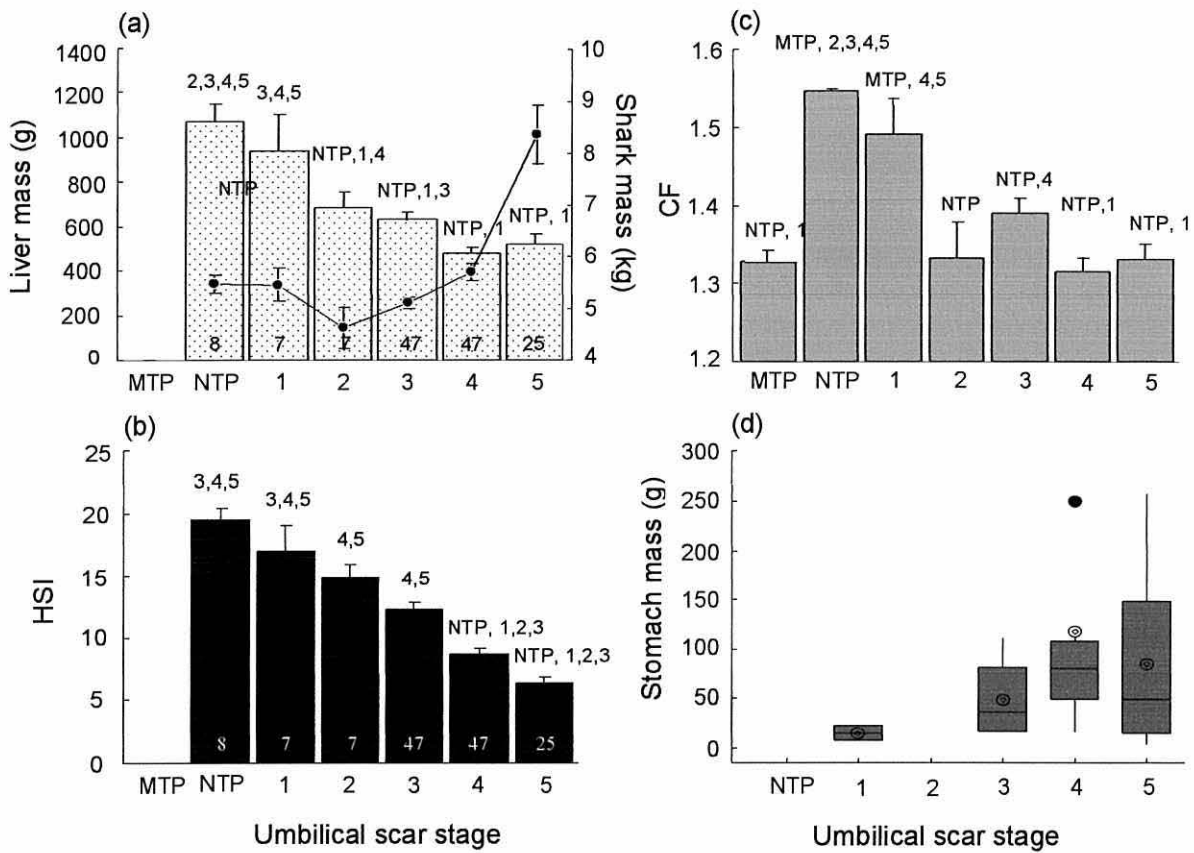 (a)
1400
1200
1000
800
600
400
200
0
Liver mass (g)
10
9
8
7
6
5
4
Shark mass (kg)
2,3,4,5
3,4,5
NTP,1,4
NTP
NTP,1,3
NTP, 1
NTP, 1
8
7
7
47
47
25
MTP NTP 1 2 3 4 5
(c)
1.6
1.5
1.4
1.3
1.2
CF
MTP, 2,3,4,5
MTP, 4,5
NTP, 1
NTP
NTP,4
NTP,1
NTP, 1
MTP NTP 1 2 3 4 5
(b)
25
20
15
10
5
0
HSI
3,4,5
3,4,5
4,5
4,5
NTP, 1,2,3
NTP, 1,2,3
8
7
7
47
47
25
MTP NTP 1 2 3 4 5
Umbilical scar stage
(d)
300
250
200
150
100
50
0
Stomach mass (g)
NTP 1 2 3 4 5
Umbilical scar stage